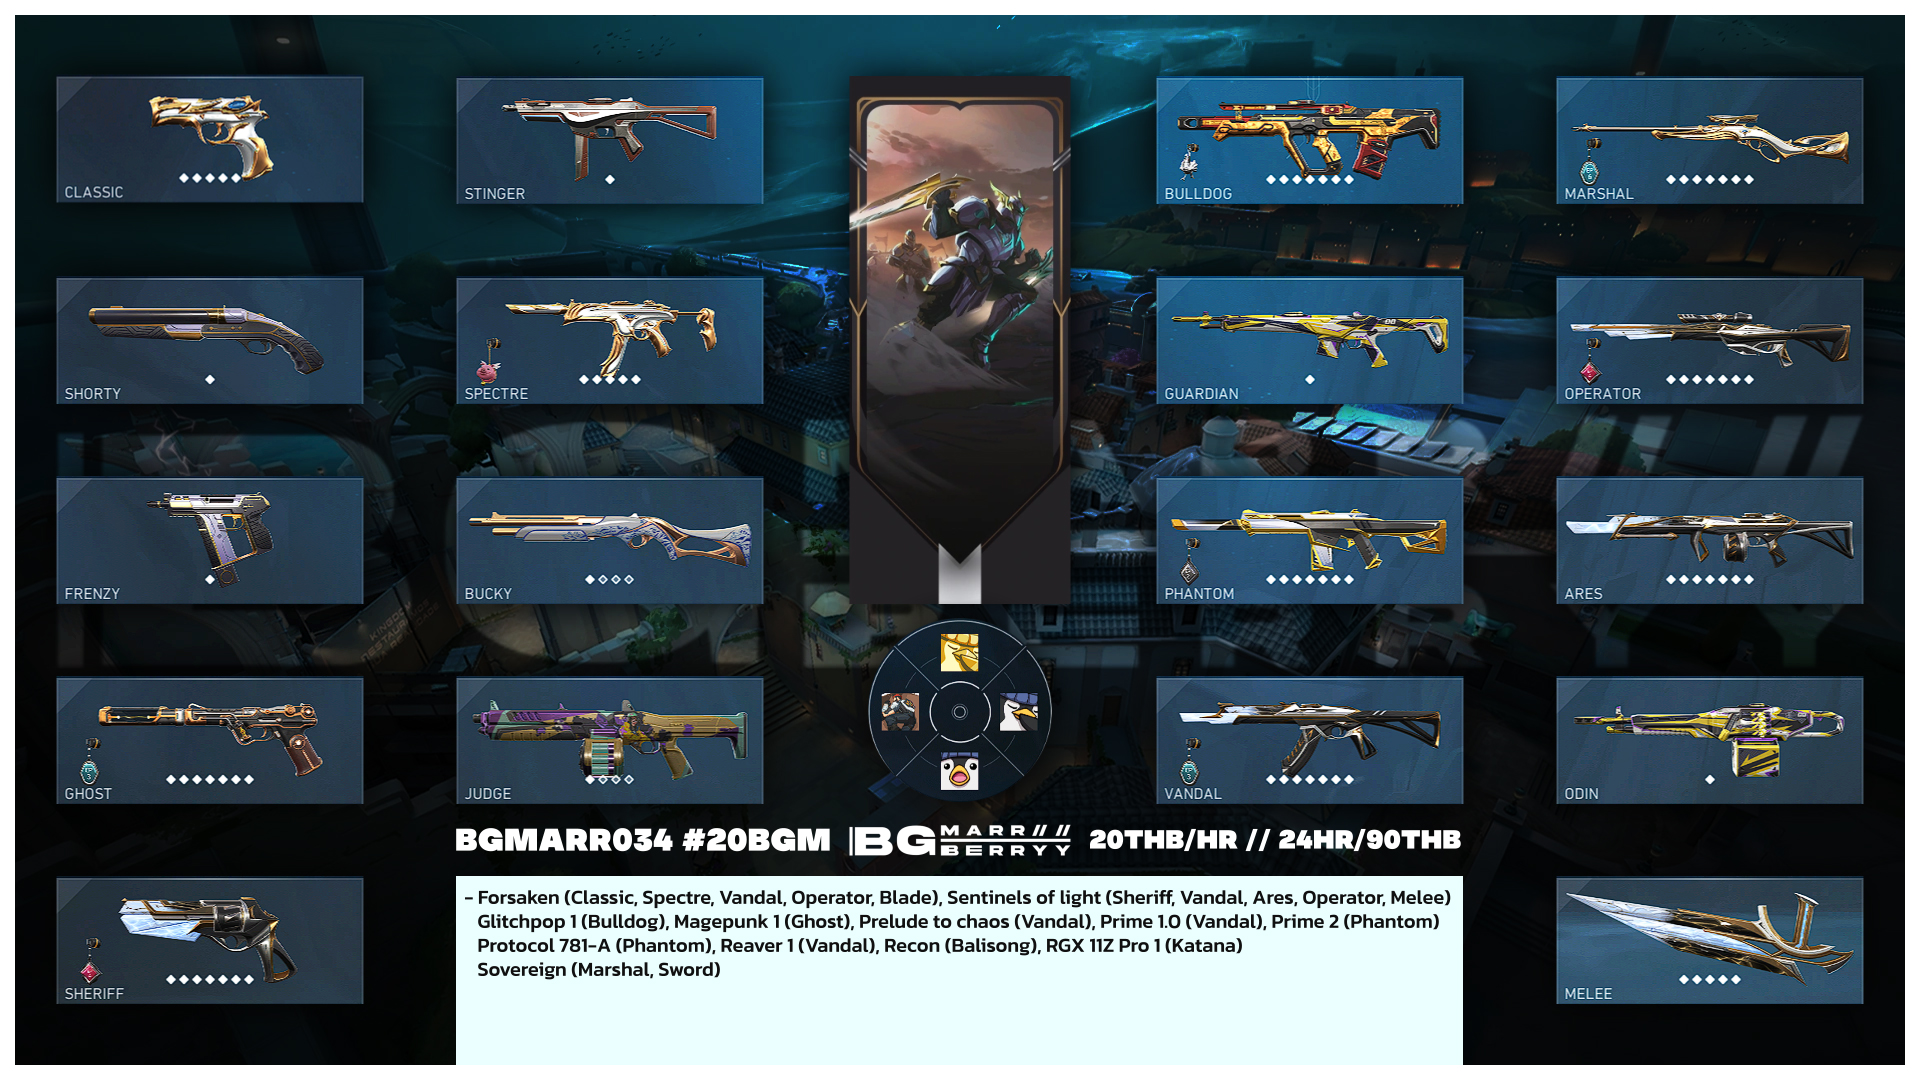 CLASSIC
STINGER
BULLDOG
MARSHAL
SHORTY
SPECTRE
GUARDIAN
OPERATOR
FRENZY
BUCKY
PHANTOM
ARES
GHOST
JUDGE
VANDAL
ODIN
BGMARR034 #20BGM
BG MARR// //
BERRYY
20THB/HR // 24HR/90THB
SHERIFF
- Forsaken (Classic, Spectre, Vandal, Operator, Blade), Sentinels of light (Sheriff, Vandal, Ares, Operator, Melee)
Glitchpop 1 (Bulldog), Magepunk 1 (Ghost), Prelude to chaos (Vandal), Prime 1.0 (Vandal), Prime 2 (Phantom)
Protocol 781-A (Phantom), Reaver 1 (Vandal), Recon (Balisong), RGX 11Z Pro 1 (Katana)
Sovereign (Marshal, Sword)
MELEE